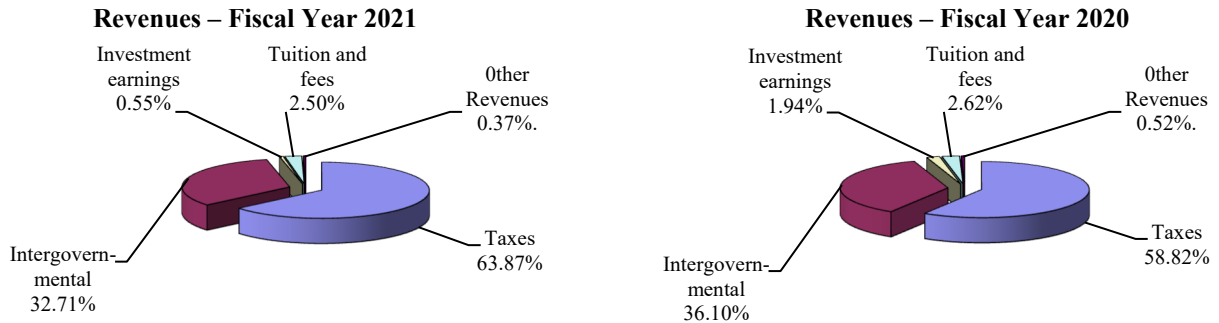 Revenues – Fiscal Year 2021
Investment
earnings
0.55%
Tuition and
fees
2.50%
0ther
Revenues
0.37%.
Intergovern-
mental
32.71%
Taxes
63.87%
Revenues – Fiscal Year 2020
Investment
earnings
1.94%
Tuition and
fees
2.62%
0ther
Revenues
0.52%.
Intergovern-
mental
36.10%
Taxes
58.82%